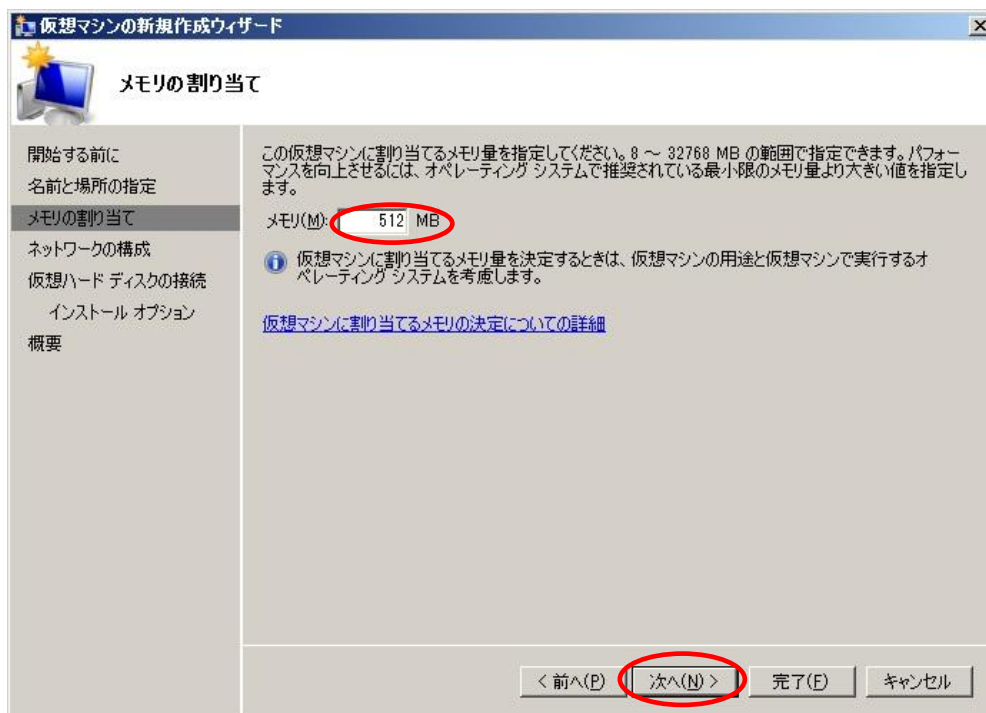 仮想マシンの新規作成ウィザード
メモリの割り当て
開始する前に
名前と場所の指定
メモリの割り当て
ネットワークの構成
仮想ハード ディスクの接続
インストール オプション
概要
この仮想マシンに割り当てるメモリ量を指定してください。8 ～ 32768 MB の範囲で指定できます。パフォー
マンスを向上させるには、オペレーティング システムで推奨されている最小限のメモリ量より大きい値を指定し
ます。
メモリ(M): 512 MB
仮想マシンに割り当てるメモリ量を決定するときは、仮想マシンの用途と仮想マシンで実行するオ
ペレーティング システムを考慮します。
仮想マシンに割り当てるメモリの決定についての詳細
< 前へ(P) 次へ(N) > 完了(F) キャンセル